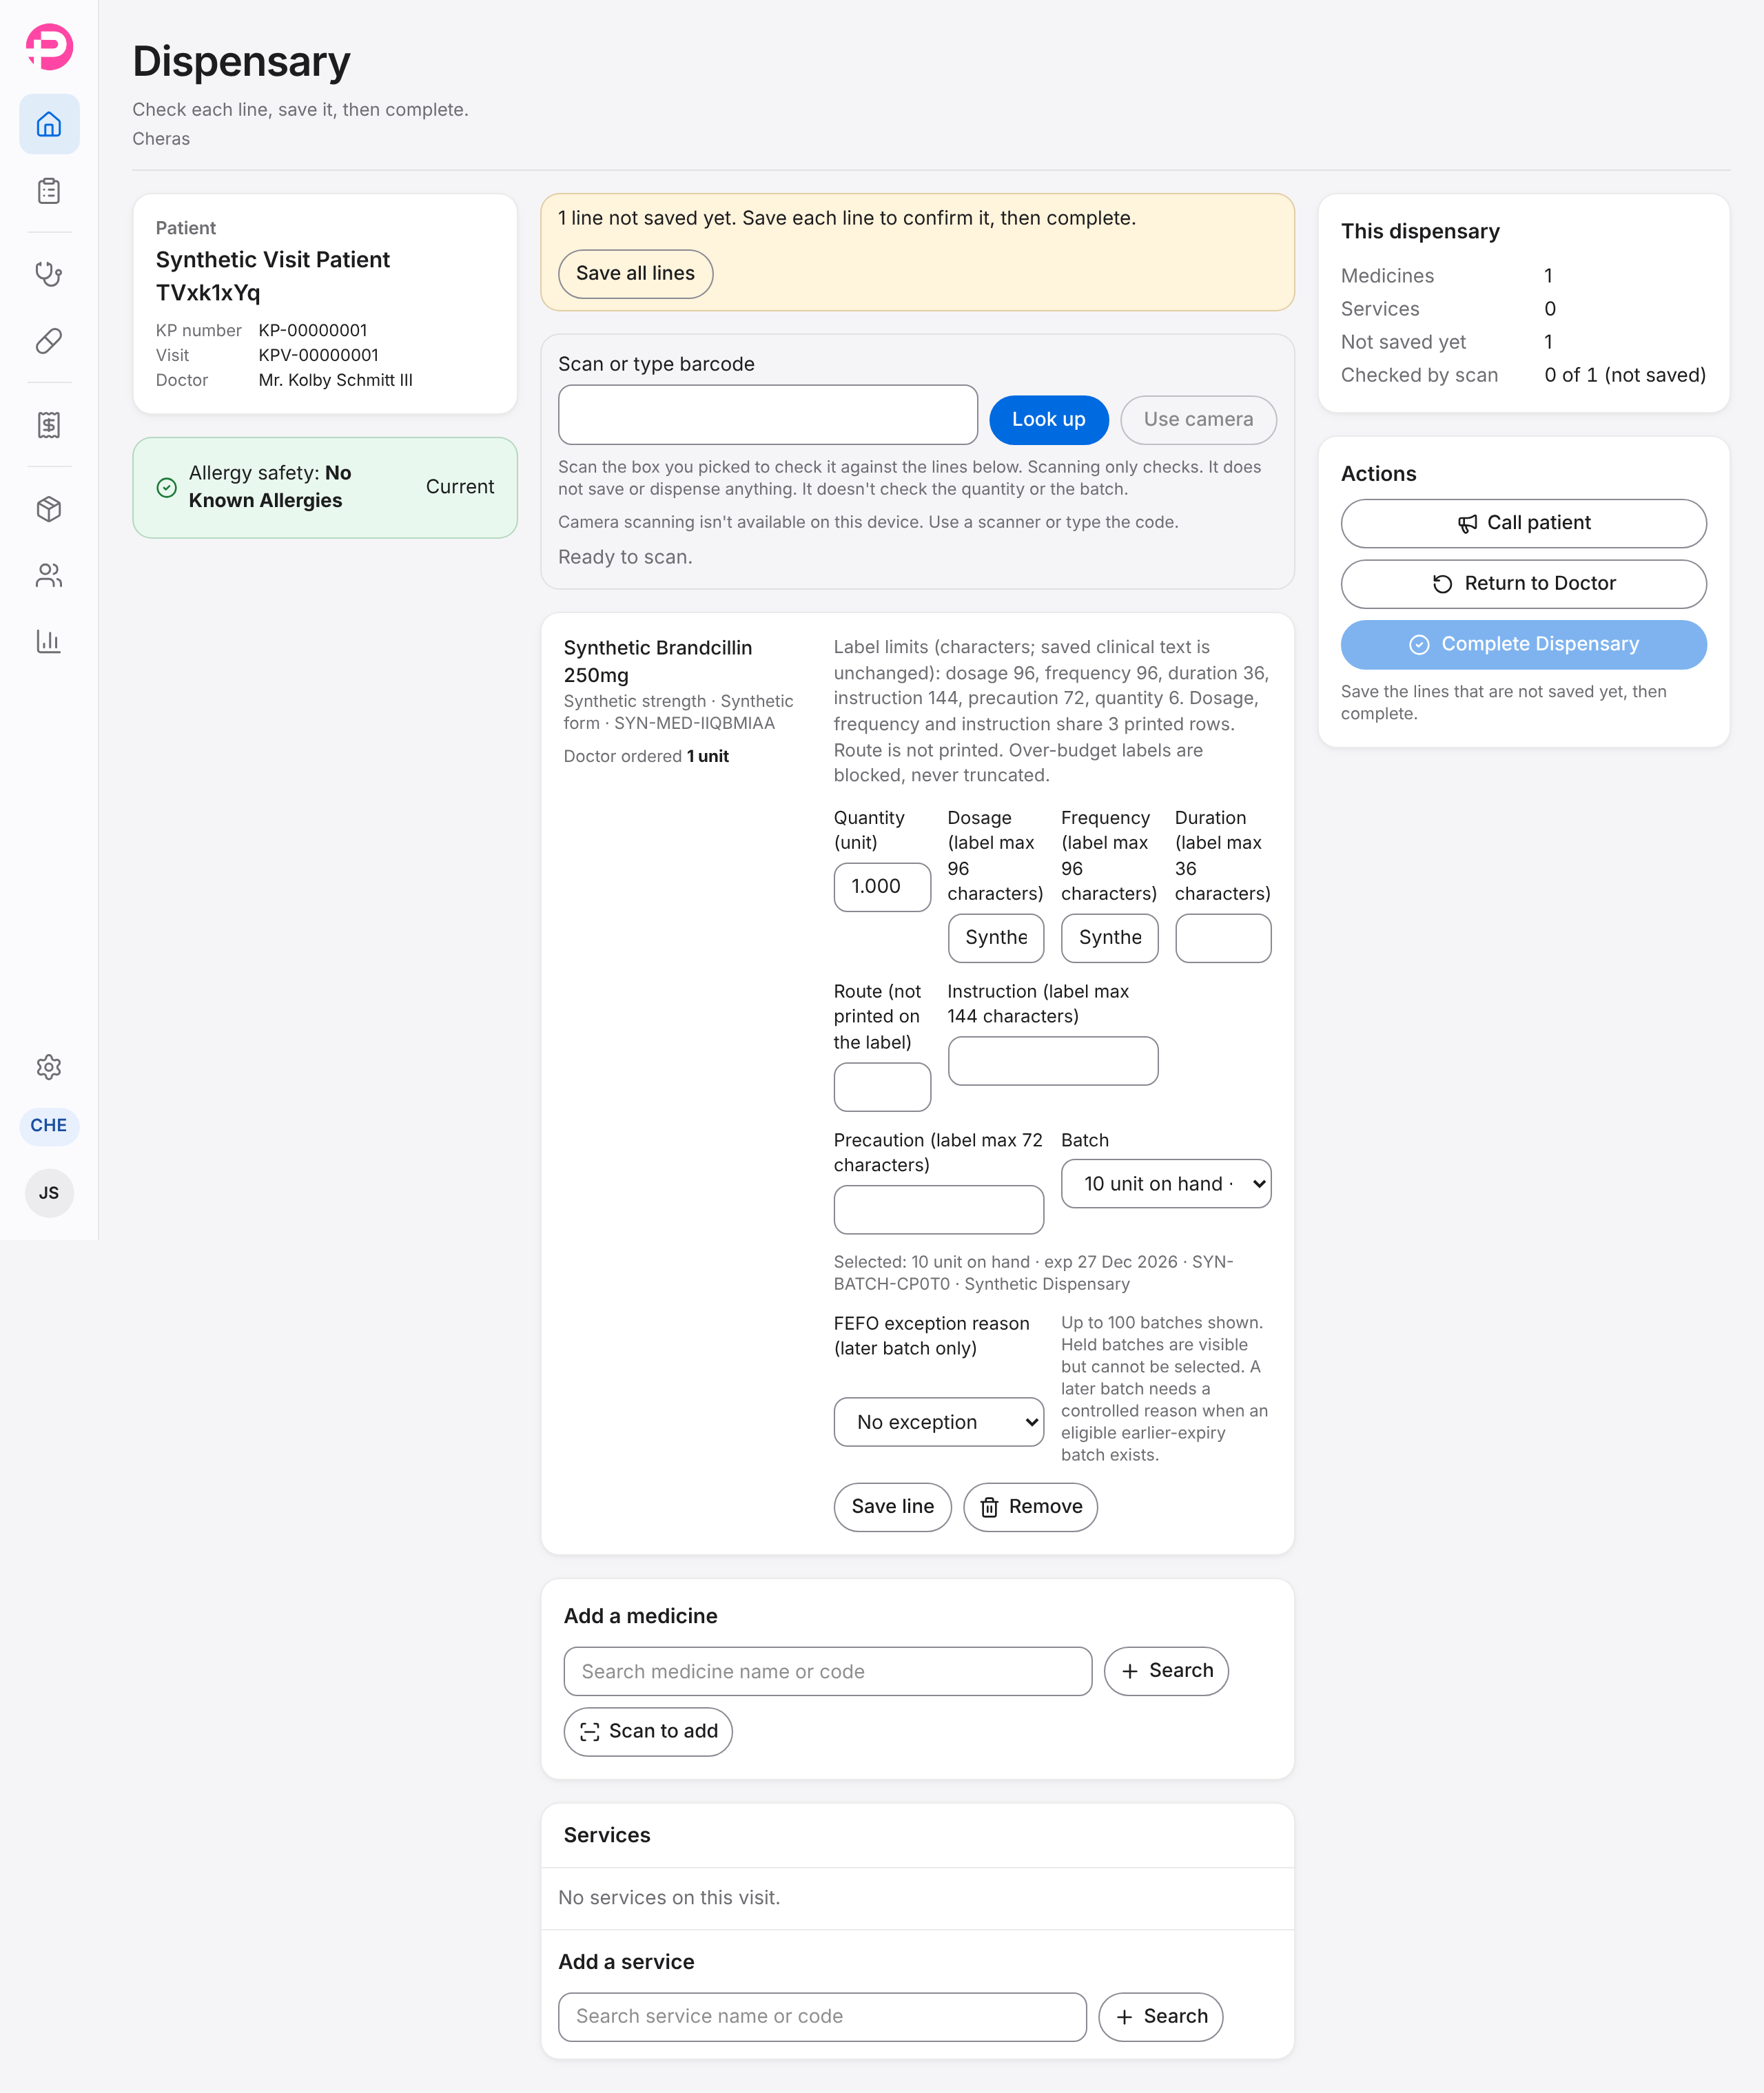 Dispensary
Check each line, save it, then complete.
Cheras
Patient
Synthetic Visit Patient
TVxk1xYq
KP number KP-00000001
Visit KPV-00000001
Doctor Mr. Kolby Schmitt III
Allergy safety: No
Known Allergies
Current
1 line not saved yet. Save each line to confirm it, then complete.
Save all lines
Scan or type barcode
Look up
Use camera
Scan the box you picked to check it against the lines below. Scanning only checks. It does
not save or dispense anything. It doesn't check the quantity or the batch.
Camera scanning isn't available on this device. Use a scanner or type the code.
Ready to scan.
Synthetic Brandcillin
250mg
Synthetic strength · Synthetic
form · SYN-MED-IIQBMIAA
Doctor ordered 1 unit
Label limits (characters; saved clinical text is
unchanged): dosage 96, frequency 96, duration 36,
instruction 144, precaution 72, quantity 6. Dosage,
frequency and instruction share 3 printed rows.
Route is not printed. Over-budget labels are
blocked, never truncated.
Quantity
(unit)
1.000
Dosage
(label max
96
characters)
Synthe
Frequency
(label max
96
characters)
Synthe
Duration
(label max
36
characters)
Route (not
printed on
the label)
Instruction (label max
144 characters)
Precaution (label max 72
characters)
Batch
10 unit on hand ·
Selected: 10 unit on hand · exp 27 Dec 2026 · SYN-
BATCH-CP0T0 · Synthetic Dispensary
FEFO exception reason
(later batch only)
No exception
Up to 100 batches shown.
Held batches are visible
but cannot be selected. A
later batch needs a
controlled reason when an
eligible earlier-expiry
batch exists.
Save line
Remove
Add a medicine
Search medicine name or code
Search
Scan to add
Services
No services on this visit.
Add a service
Search service name or code
Search
This dispensary
Medicines 1
Services 0
Not saved yet 1
Checked by scan 0 of 1 (not saved)
Actions
Call patient
Return to Doctor
Complete Dispensary
Save the lines that are not saved yet, then
complete.
CHE
JS